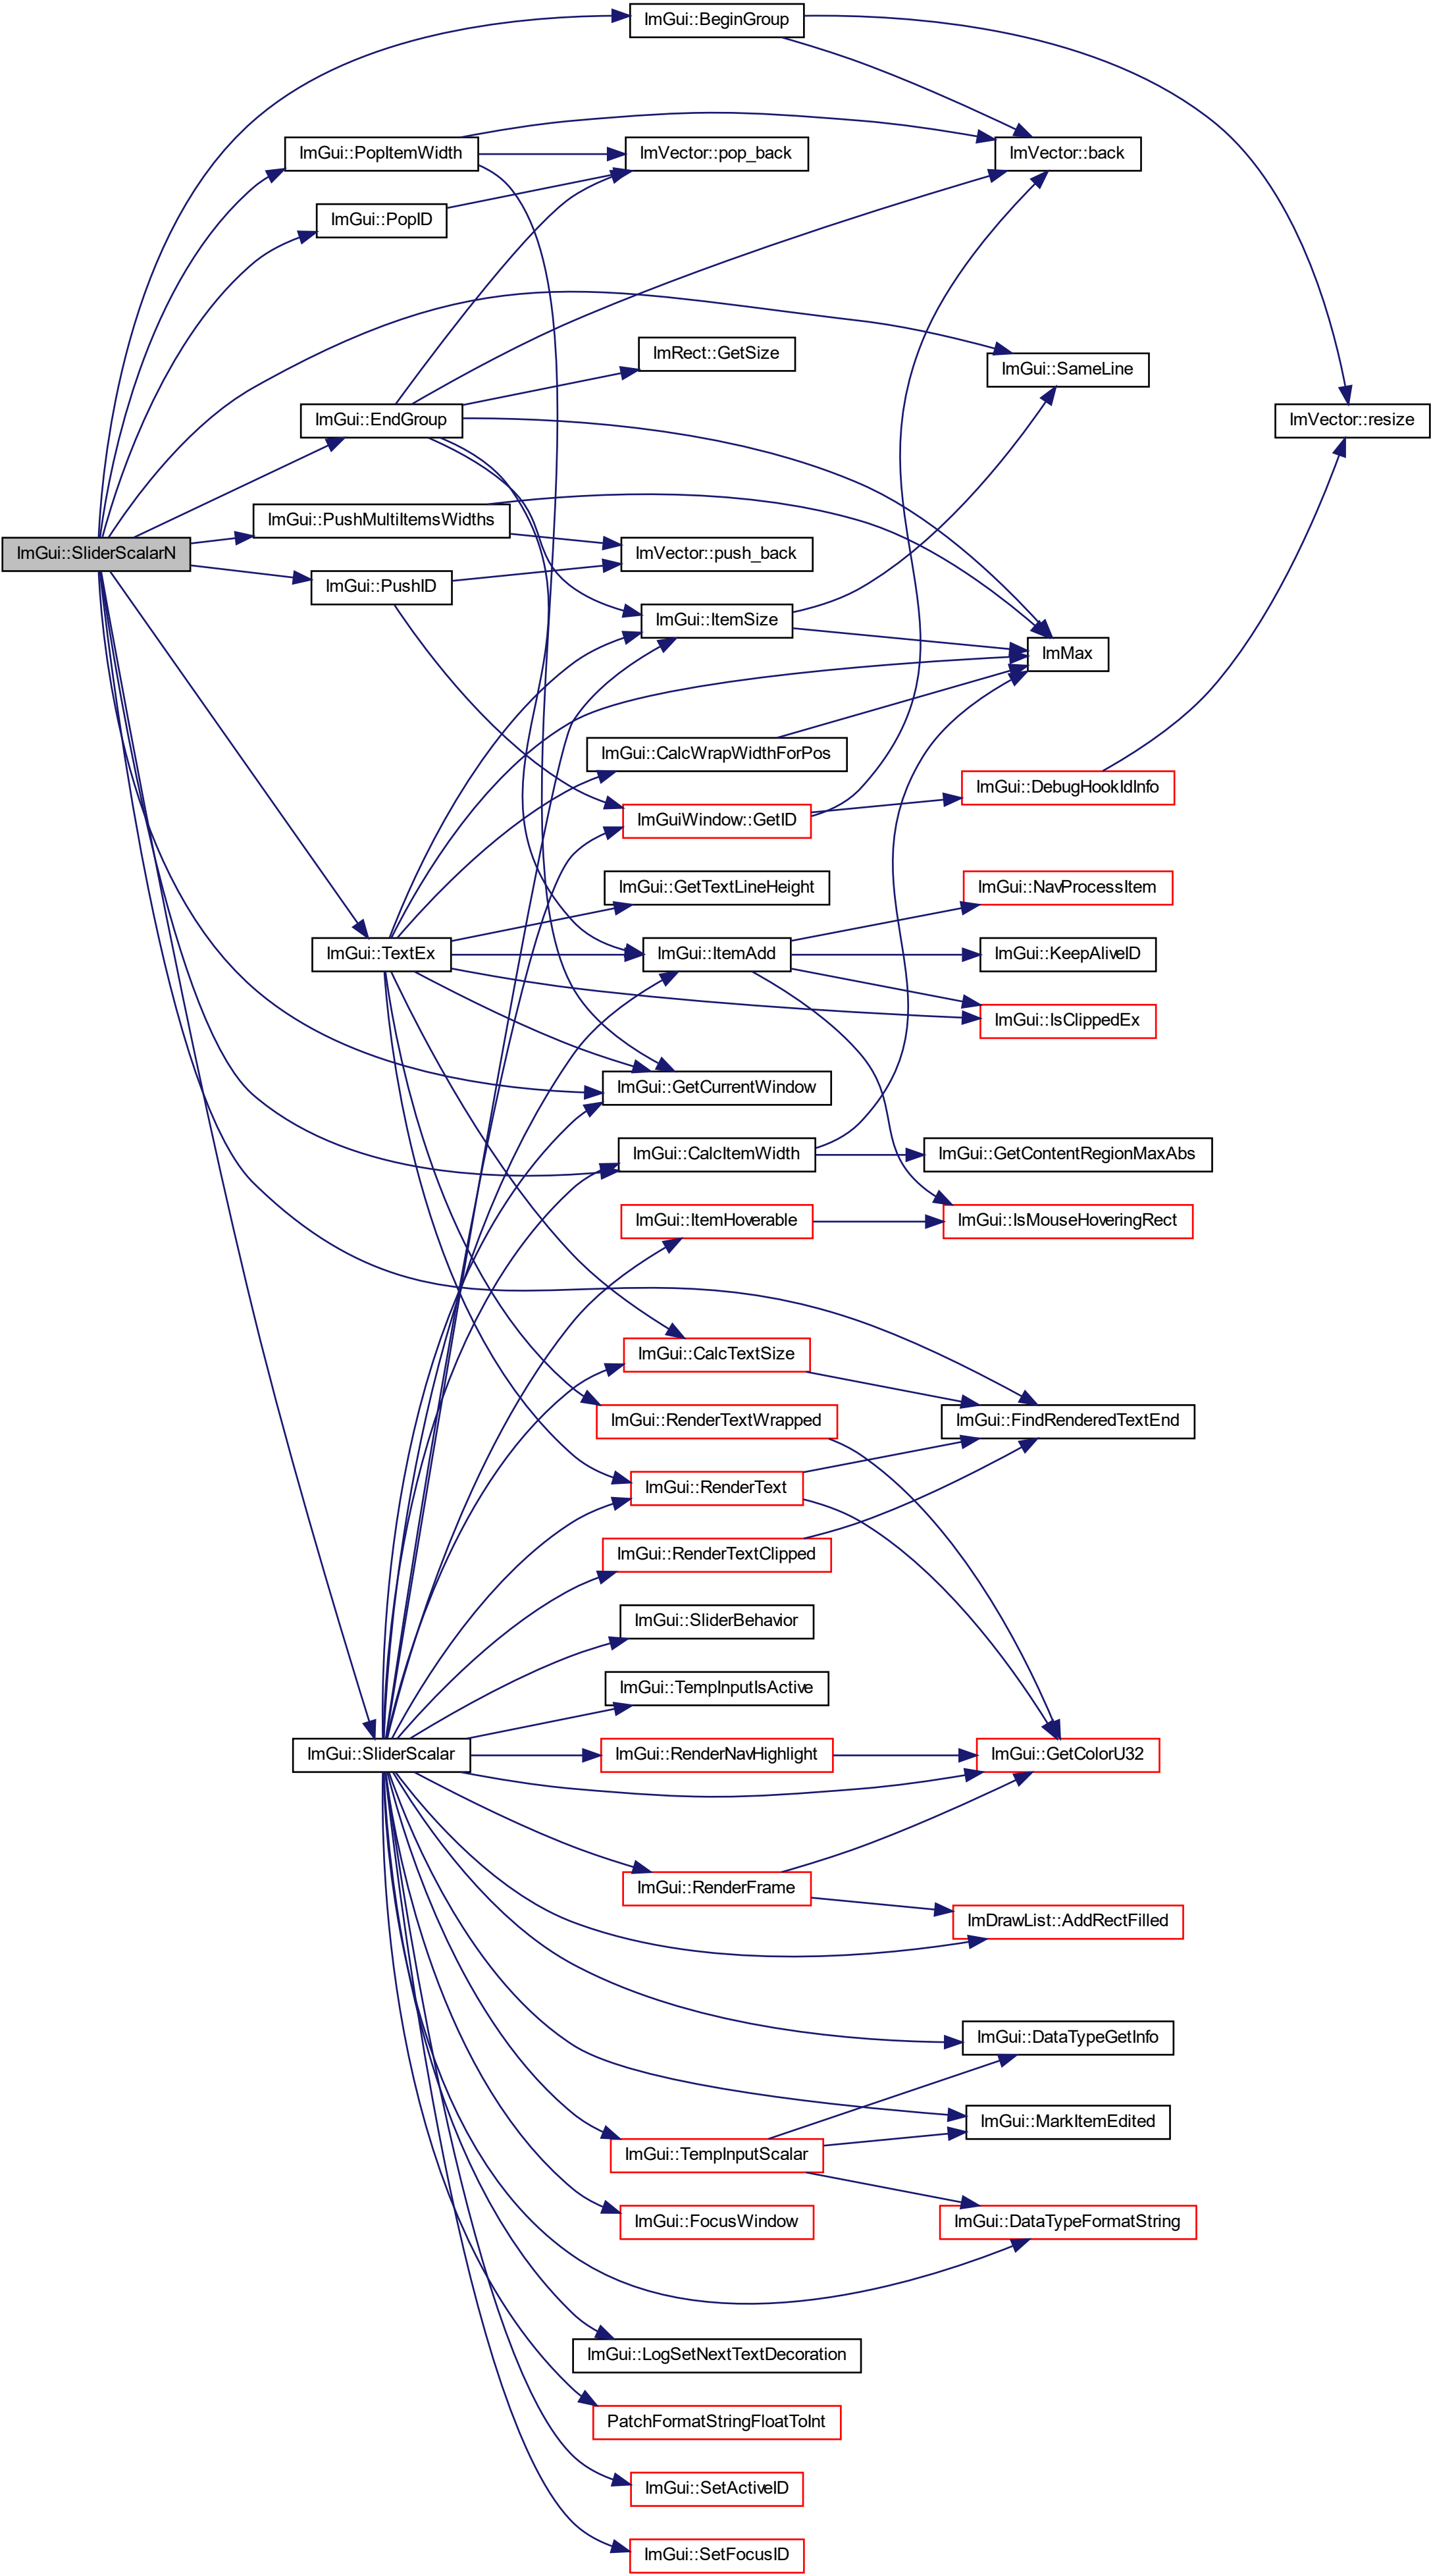 ImGui::BeginGroup
ImGui::PopItemWidth
ImVector::pop_back
ImVector::back
ImGui::PopID
ImRect::GetSize
ImGui::SameLine
ImGui::EndGroup
ImVector::resize
ImGui::PushMultiItemsWidths
ImGui::SliderScalarN
ImVector::push_back
ImGui::PushID
ImGui::ItemSize
ImMax
ImGui::CalcWrapWidthForPos
ImGui::DebugHookIdInfo
ImGuiWindow::GetID
ImGui::GetTextLineHeight
ImGui::NavProcessItem
ImGui::TextEx
ImGui::ItemAdd
ImGui::KeepAliveID
ImGui::IsClippedEx
ImGui::GetCurrentWindow
ImGui::CalcItemWidth
ImGui::GetContentRegionMaxAbs
ImGui::ItemHoverable
ImGui::IsMouseHoveringRect
ImGui::CalcTextSize
ImGui::RenderTextWrapped
ImGui::FindRenderedTextEnd
ImGui::RenderText
ImGui::RenderTextClipped
ImGui::SliderBehavior
ImGui::TempInputIsActive
ImGui::SliderScalar
ImGui::RenderNavHighlight
ImGui::GetColorU32
ImGui::RenderFrame
ImDrawList::AddRectFilled
ImGui::DataTypeGetInfo
ImGui::MarkItemEdited
ImGui::TempInputScalar
ImGui::FocusWindow
ImGui::DataTypeFormatString
ImGui::LogSetNextTextDecoration
PatchFormatStringFloatToInt
ImGui::SetActiveID
ImGui::SetFocusID